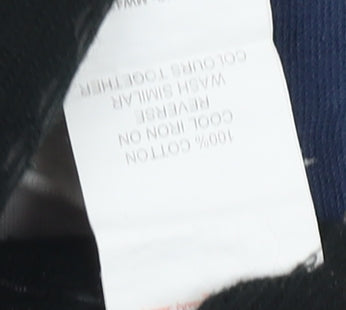 100% COTTON
COOL IRON ON
REVERSE
WASH SIMILAR
COLOURS TOGETHER